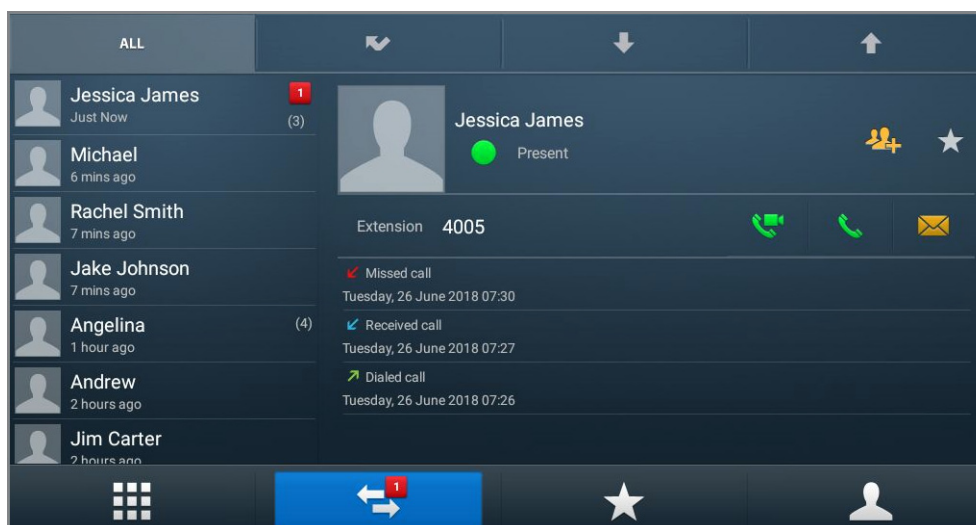 ALL
Jessica James
1
Just Now
(3)
Michael
6 mins ago
Rachel Smith
7 mins ago
Jake Johnson
7 mins ago
Angelina
(4)
1 hour ago
Andrew
2 hours ago
Jim Carter
2 hours ago
Jessica James
Present
Extension 4005
Missed call
Tuesday, 26 June 2018 07:30
Received call
Tuesday, 26 June 2018 07:27
Dialed call
Tuesday, 26 June 2018 07:26
1